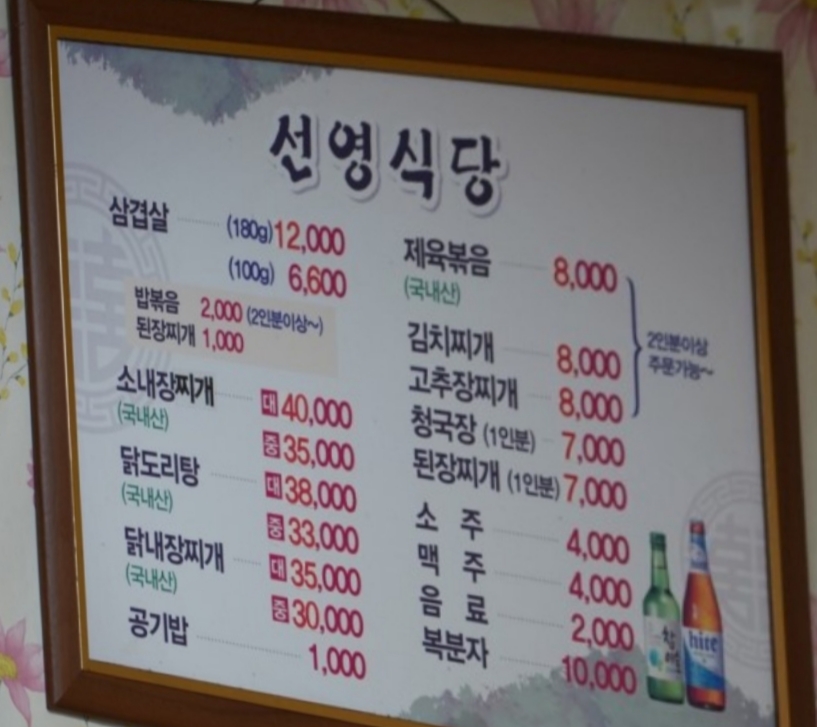 선영식당
삼겹살 (180g) 12,000
(100g) 6,600
밥볶음 2,000 (2인분이상~)
된장찌개 1,000
소내장찌개 대 40,000
(국내산) 중 35,000
닭도리탕 대 38,000
(국내산) 중 33,000
닭내장찌개 대 35,000
(국내산) 중 30,000
공기밥 1,000
제육볶음 8,000
(국내산)
김치찌개 8,000
고추장찌개 8,000
2인분이상
주문가능~
청국장 (1인분) 7,000
된장찌개 (1인분) 7,000
소 주 4,000
맥 주 4,000
음 료 2,000
복분자 10,000
hite